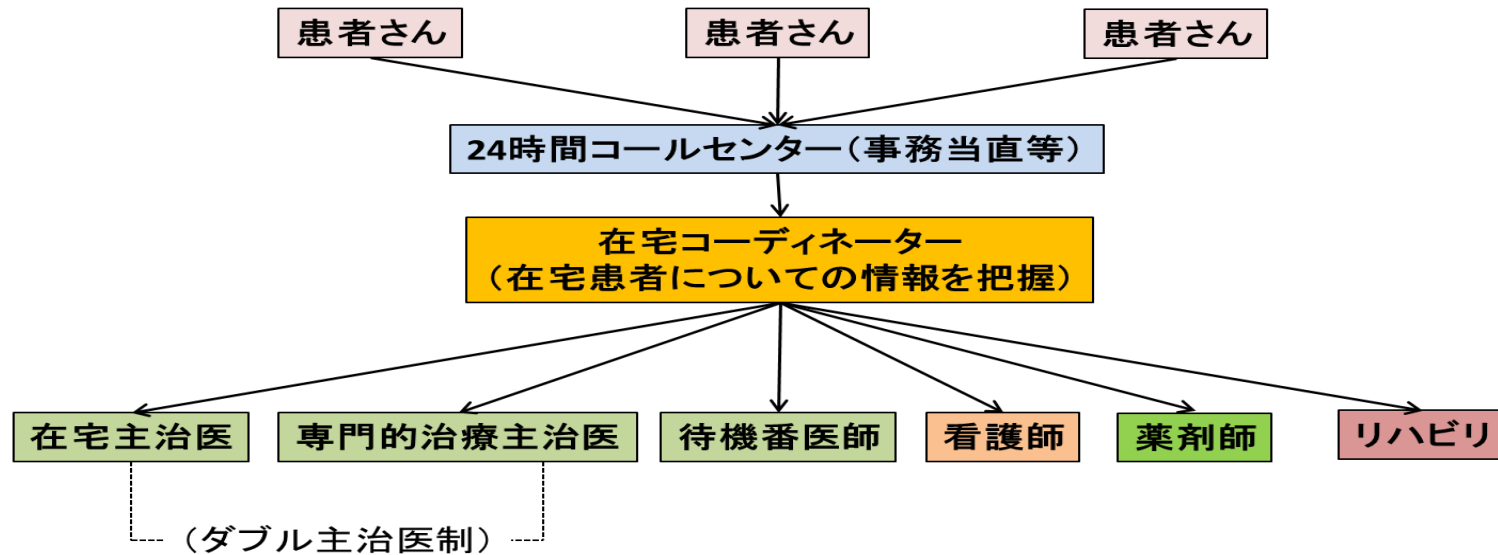 患者さん
患者さん
患者さん
24時間コールセンター(事務当直等)
在宅コーディネーター
(在宅患者についての情報を把握)
在宅主治医
専門的治療主治医
待機番医師
看護師
薬剤師
リハビリ
(ダブル主治医制)